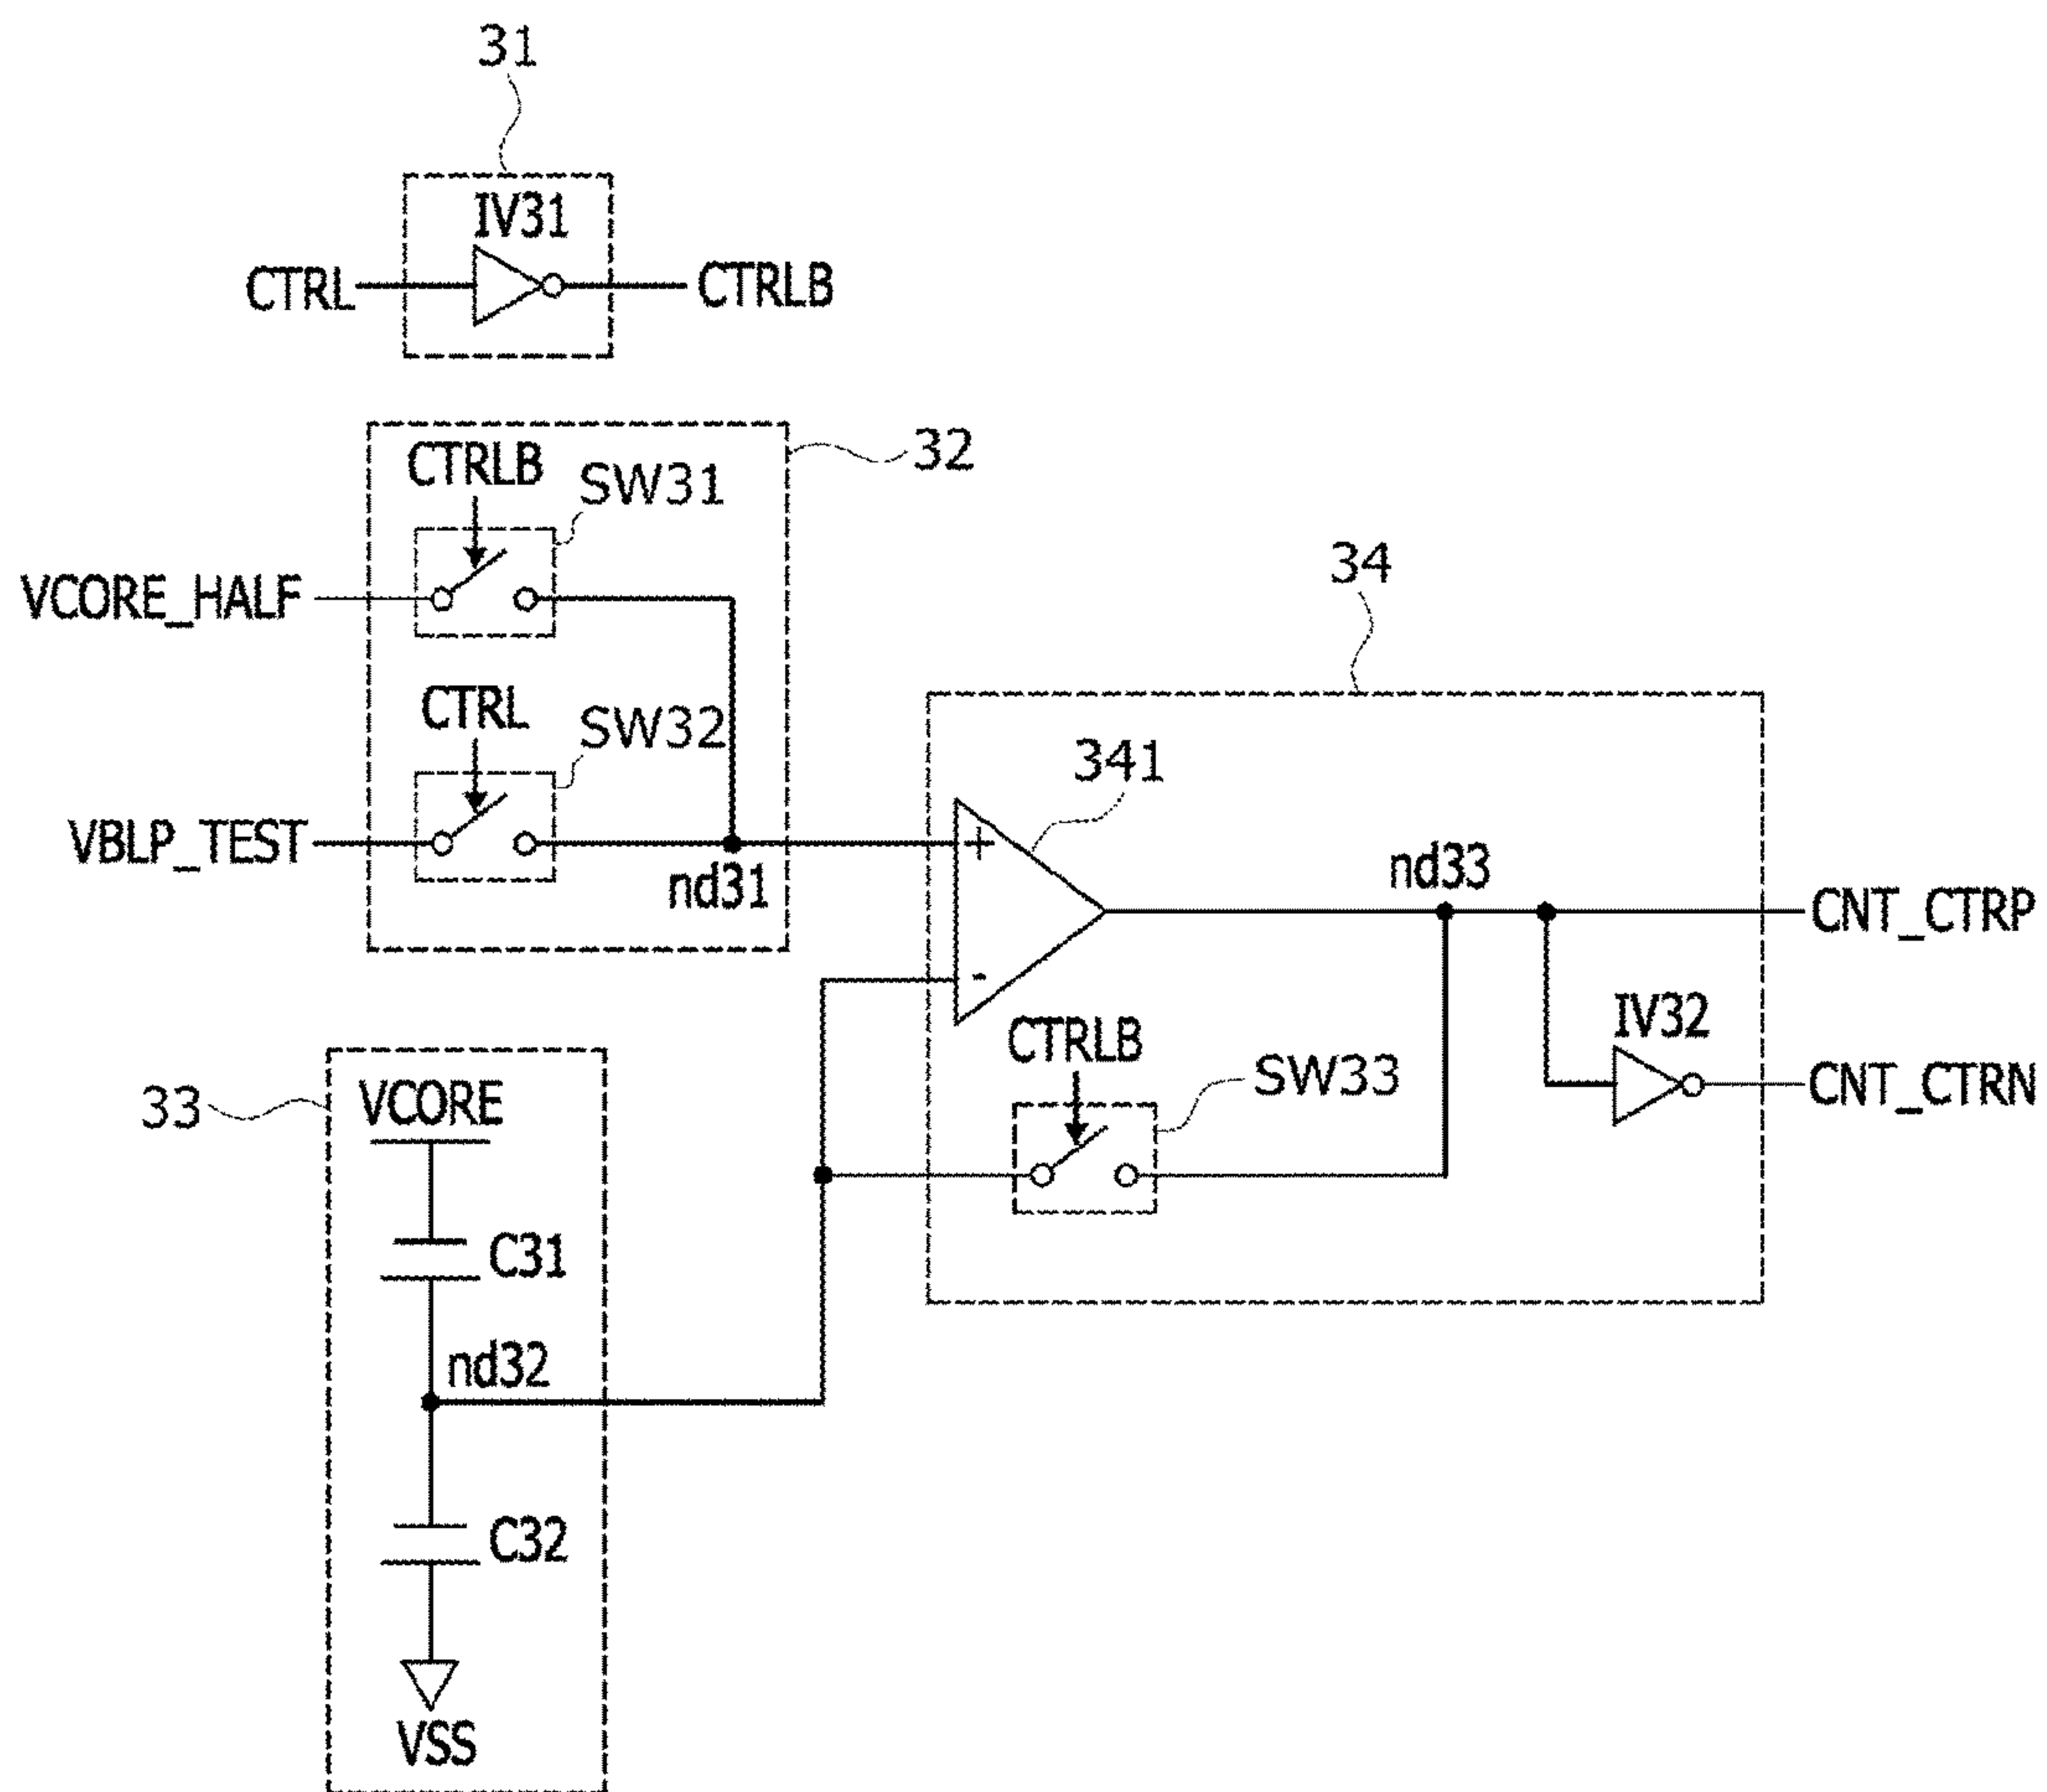 31
IV31
CTRL
CTRLB
32
CTRLB
SW31
VCORE_HALF
CTRL
SW32
VBLP_TEST
nd31
34
341
+
-
nd33
CNT_CTRP
IV32
CNT_CTRN
CTRLB
SW33
33
VCORE
C31
nd32
C32
VSS